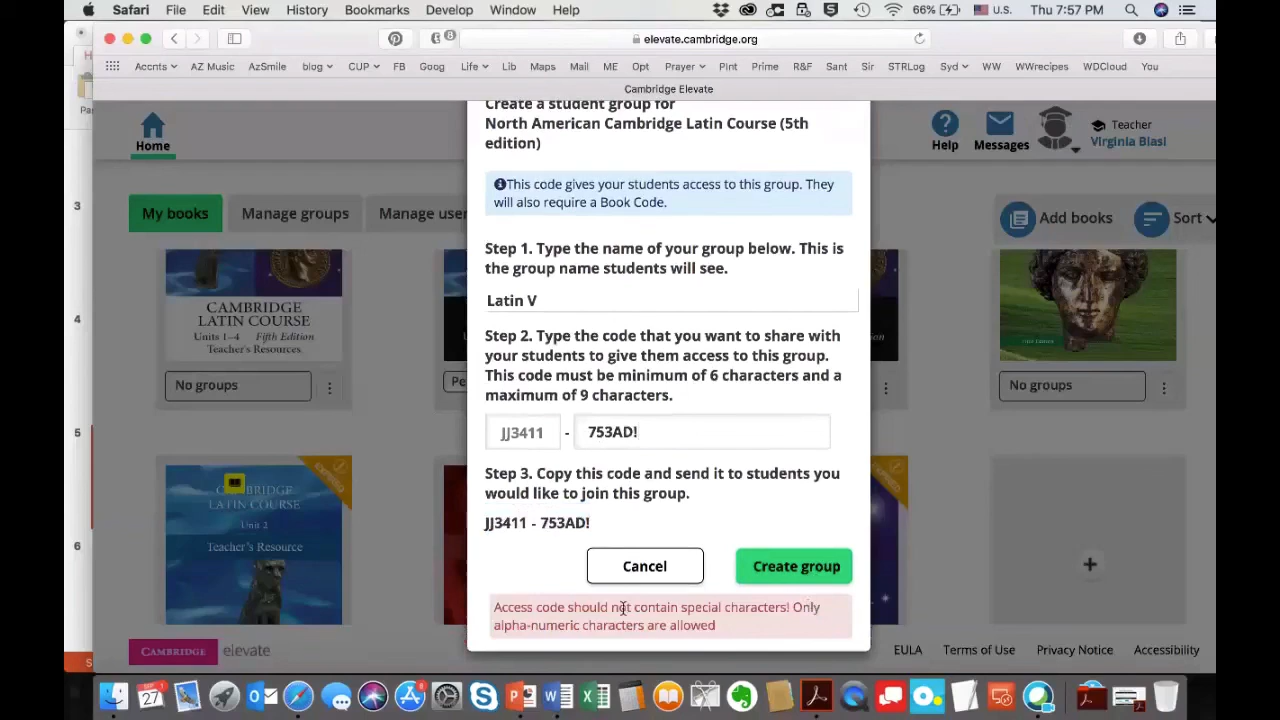 Safari File Edit View History Bookmarks Develop Window Help 66% U.S. Thu 7:57 PM
8 elevate.cambridge.org
Accnts AZ Music AzSmile blog CUP FB Goog Life Lib Maps Mail ME Opt Prayer PInt Prime R&F Sant Sir STRLog Syd WW WWrecipes WDCloud You
Cambridge Elevate
Home
Help
Messages
Teacher
Virginia Blasi
My books
Manage groups
Manage user
Add books
Sort
CAMBRIDGE
LATIN COURSE
Units 1–4 Fifth Edition
Teacher's Resources
No groups
Pe
No groups
CAMBRIDGE
LATIN COURSE
Unit 2
Teacher's Resource
EXPIRED
3
4
5
6
Create a student group for
North American Cambridge Latin Course (5th
edition)
This code gives your students access to this group. They
will also require a Book Code.
Step 1. Type the name of your group below. This is
the group name students will see.
Latin V
Step 2. Type the code that you want to share with
your students to give them access to this group.
This code must be minimum of 6 characters and a
maximum of 9 characters.
JJ3411 - 753AD!
Step 3. Copy this code and send it to students you
would like to join this group.
JJ3411 - 753AD!
Cancel
Create group
Access code should not contain special characters! Only
alpha-numeric characters are allowed
CAMBRIDGE elevate
EULA Terms of Use Privacy Notice Accessibility